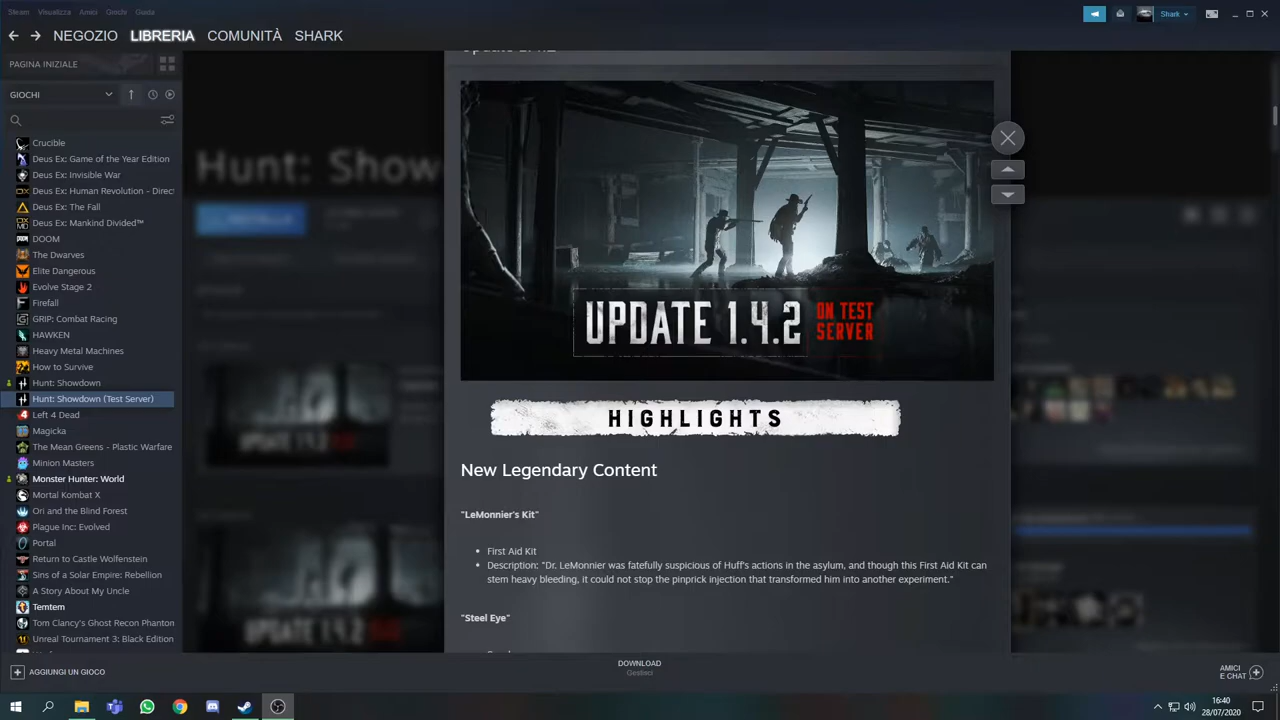 Steam Visualizza Amici Giochi Guida
Shark
NEGOZIO LIBRERIA COMUNITÀ SHARK
PAGINA INIZIALE
GIOCHI
Crucible
Deus Ex: Game of the Year Edition
Deus Ex: Invisible War
Deus Ex: Human Revolution - Direct
Deus Ex: The Fall
Deus Ex: Mankind Divided™
DOOM
The Dwarves
Elite Dangerous
Evolve Stage 2
Firefall
GRIP: Combat Racing
HAWKEN
Heavy Metal Machines
How to Survive
Hunt: Showdown
Hunt: Showdown (Test Server)
Left 4 Dead
Magicka
The Mean Greens - Plastic Warfare
Minion Masters
Monster Hunter: World
Mortal Kombat X
Ori and the Blind Forest
Plague Inc: Evolved
Portal
Return to Castle Wolfenstein
Sins of a Solar Empire: Rebellion
A Story About My Uncle
Temtem
Tom Clancy's Ghost Recon Phanton
Unreal Tournament 3: Black Edition
AGGIUNGI UN GIOCO
Hunt: Show
UPDATE 1.4.2
ON TEST
SERVER
HIGHLIGHTS
New Legendary Content
"LeMonnier's Kit"
• First Aid Kit
• Description: "Dr. LeMonnier was fatefully suspicious of Huff's actions in the asylum, and though this First Aid Kit can
stem heavy bleeding, it could not stop the pinprick injection that transformed him into another experiment."
"Steel Eye"
DOWNLOAD
Gestisci
AMICI
E CHAT
16:40
28/07/2020